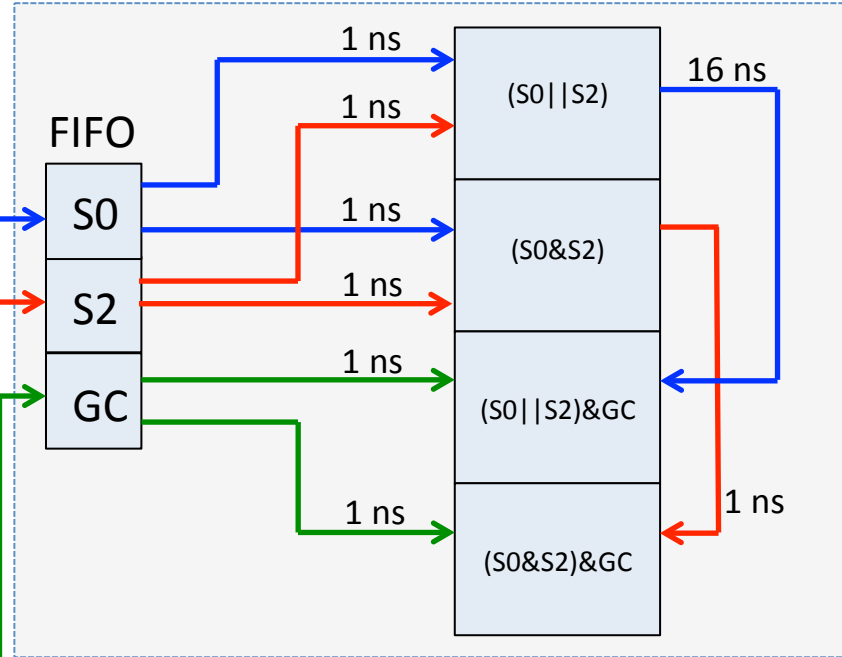 1 ns
16 ns
(S0||S2)
1 ns
FIFO
S0
1 ns
(S0&S2)
1 ns
S2
1 ns
GC
(S0||S2)&GC
1 ns
1 ns
(S0&S2)&GC